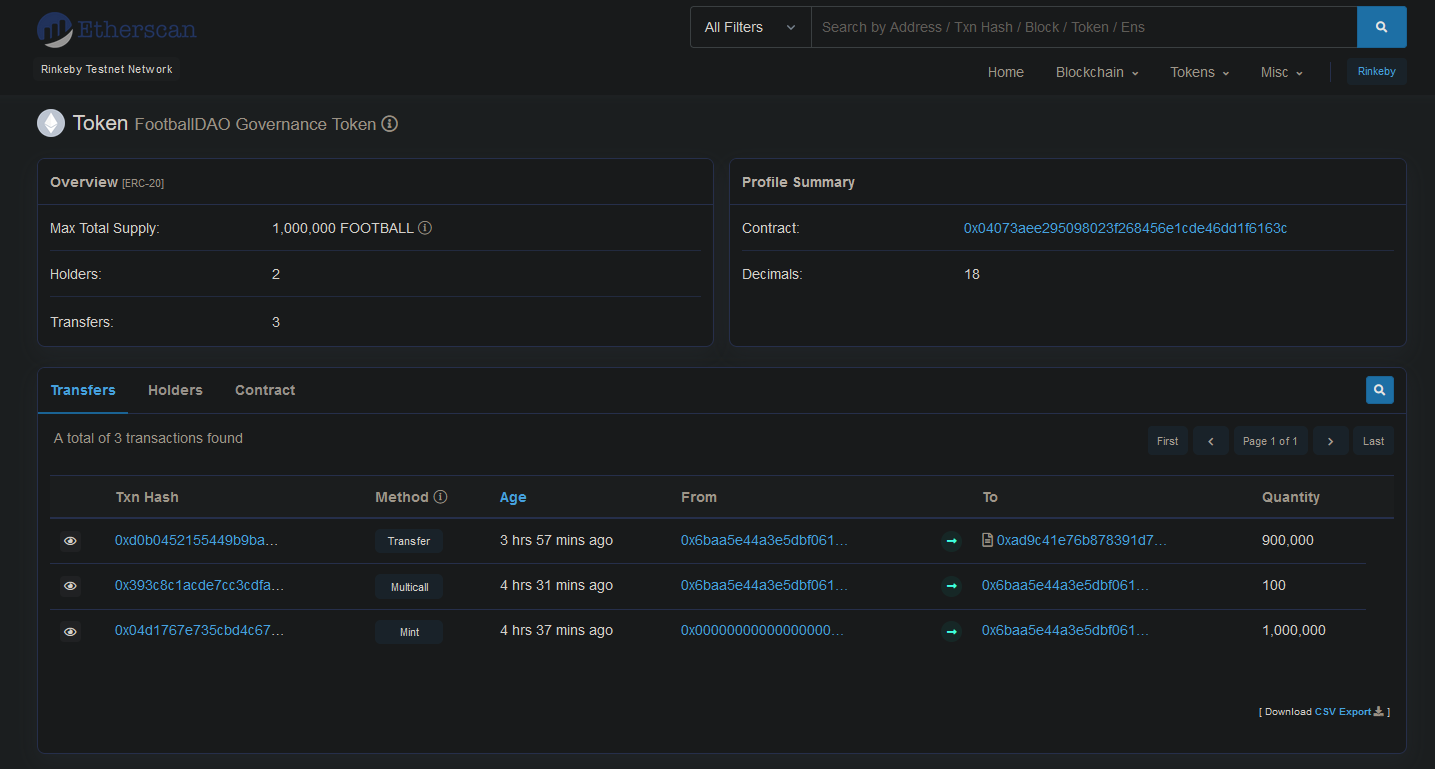 Etherscan
All Filters Search by Address / Txn Hash / Block / Token / Ens
Rinkeby Testnet Network
Home Blockchain Tokens Misc Rinkeby
Token FootballDAO Governance Token
Overview [ERC-20]
Max Total Supply: 1,000,000 FOOTBALL
Holders: 2
Transfers: 3
Profile Summary
Contract: 0x04073aee295098023f268456e1cde46dd1f6163c
Decimals: 18
Transfers Holders Contract
A total of 3 transactions found
First Page 1 of 1 Last
Txn Hash Method Age From To Quantity
0xd0b0452155449b9ba... Transfer 3 hrs 57 mins ago 0x6baa5e44a3e5dbf061... 0xad9c41e76b878391d7... 900,000
0x393c8c1acde7cc3cdfa... Multicall 4 hrs 31 mins ago 0x6baa5e44a3e5dbf061... 0x6baa5e44a3e5dbf061... 100
0x04d1767e735cbd4c67... Mint 4 hrs 37 mins ago 0x00000000000000000... 0x6baa5e44a3e5dbf061... 1,000,000
[ Download CSV Export ]